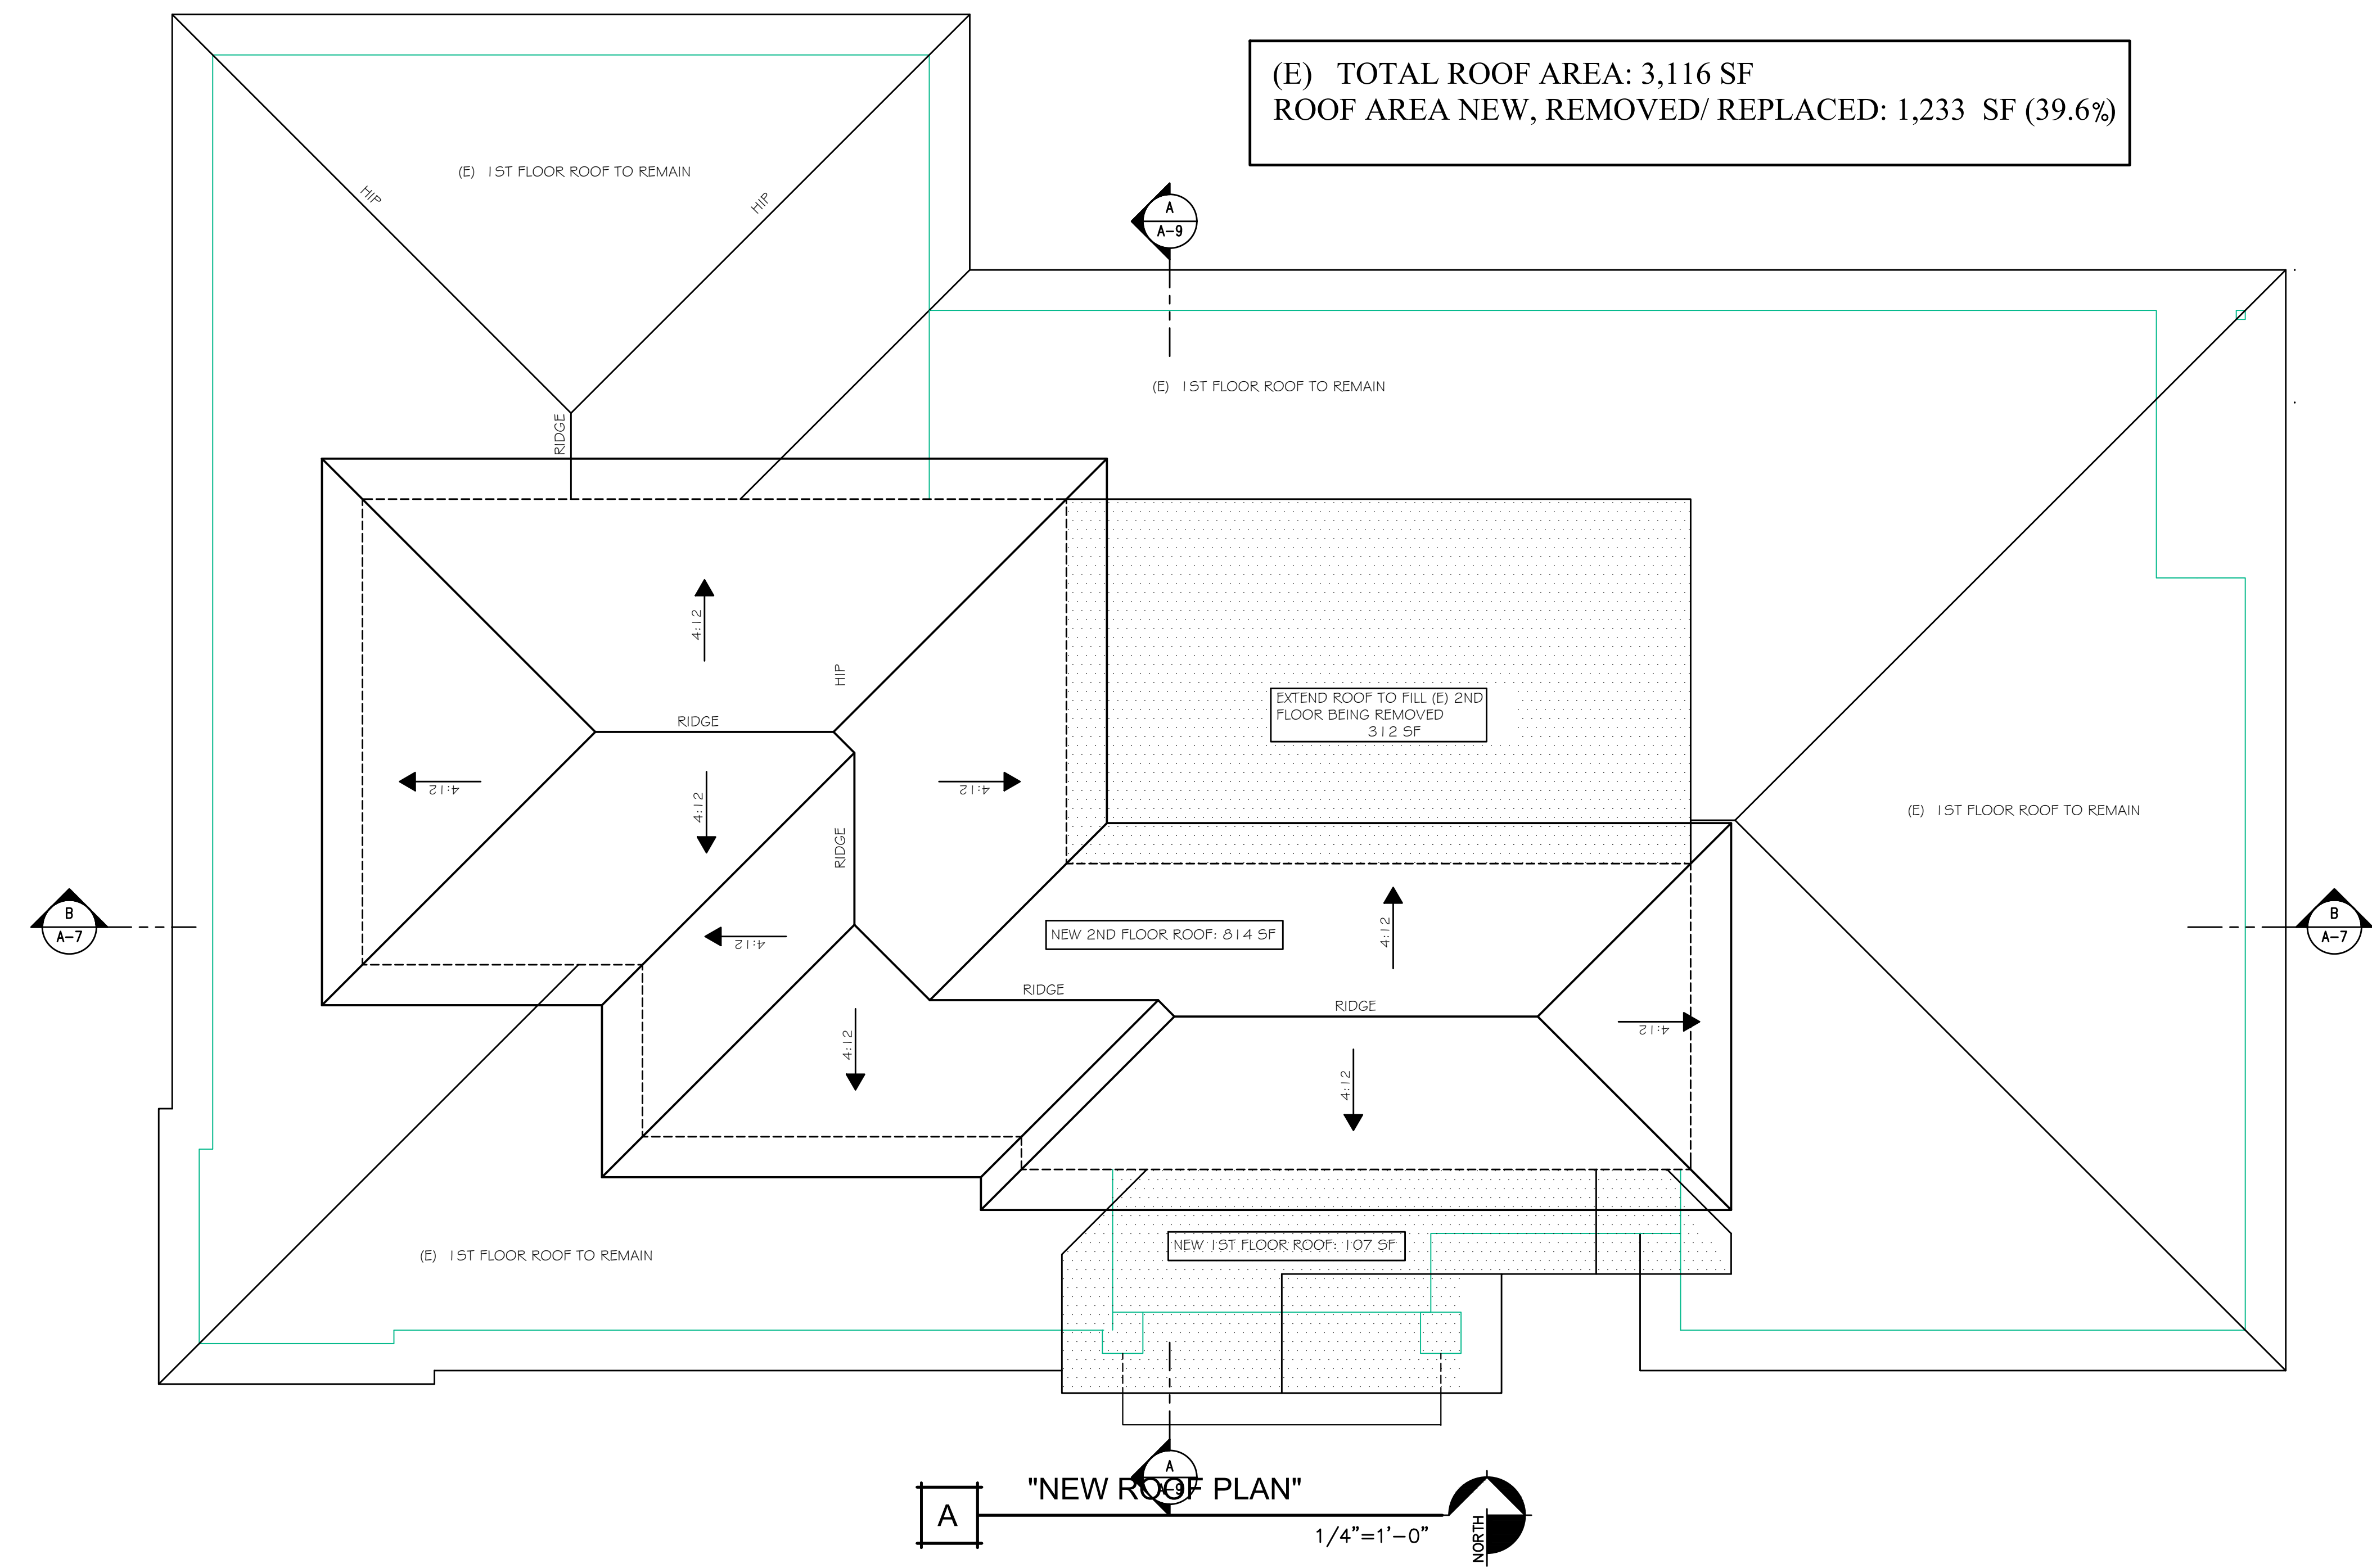 (E) TOTAL ROOF AREA: 3,116 SF
ROOF AREA NEW, REMOVED/ REPLACED: 1,233 SF (39.6%)
(E) 1ST FLOOR ROOF TO REMAIN
HIP
HIP
A
A-9
(E) 1ST FLOOR ROOF TO REMAIN
RIDGE
4:12
HIP
EXTEND ROOF TO FILL (E) 2ND
FLOOR BEING REMOVED
312 SF
RIDGE
4:12
4:12
4:12
(E) 1ST FLOOR ROOF TO REMAIN
RIDGE
B
A-7
B
A-7
NEW 2ND FLOOR ROOF: 814 SF
4:12
4:12
RIDGE
RIDGE
4:12
4:12
4:12
NEW 1ST FLOOR ROOF: 107 SF
(E) 1ST FLOOR ROOF TO REMAIN
A
A-9
"NEW ROOF PLAN"
A
1/4"=1'-0"
NORTH